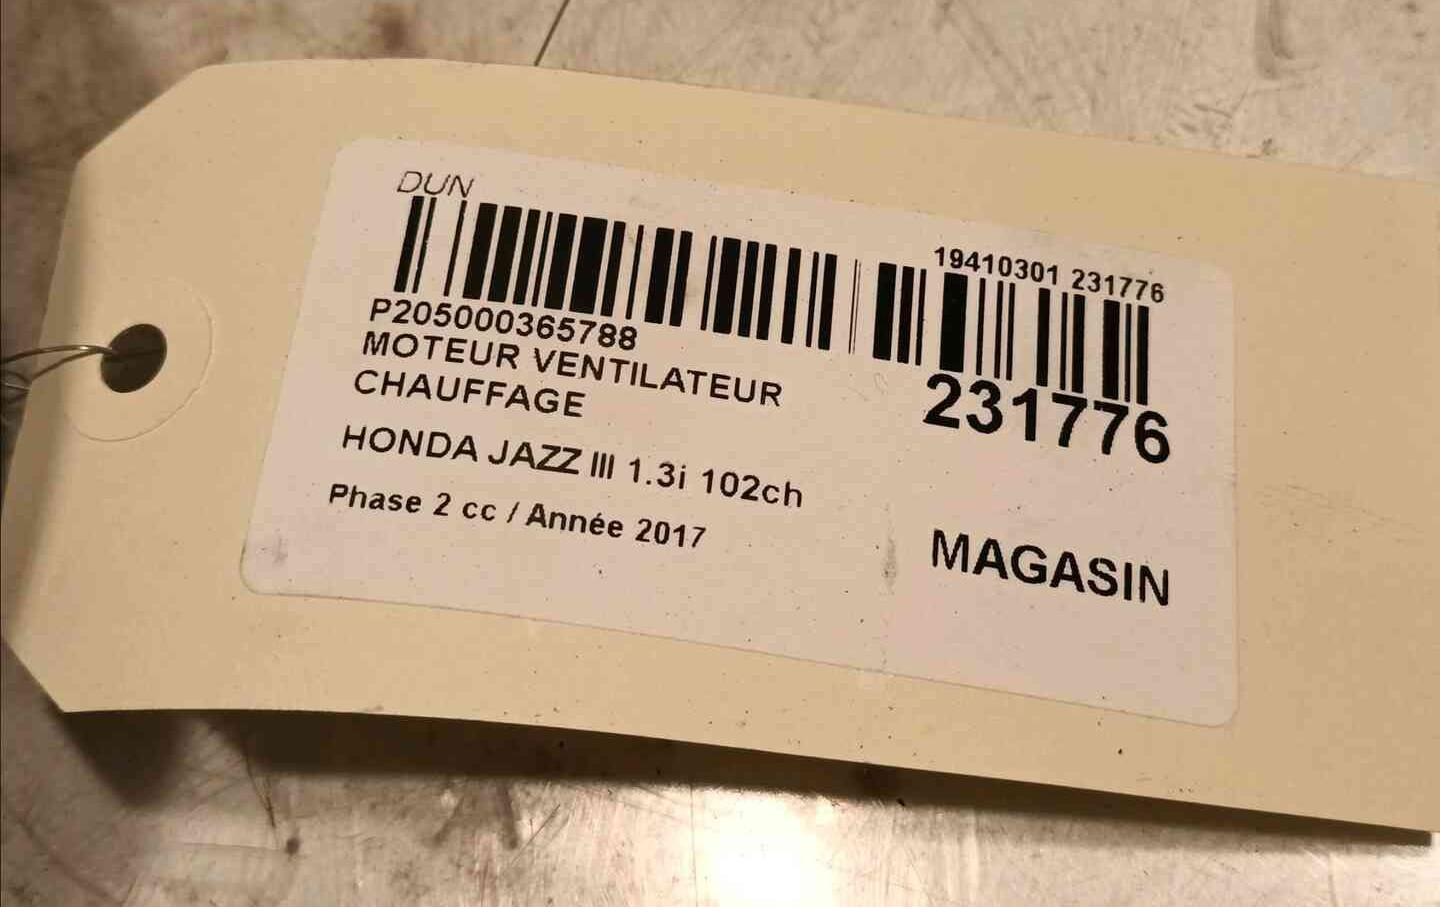 DUN
19410301 231776
P205000365788
MOTEUR VENTILATEUR
CHAUFFAGE
231776
HONDA JAZZ III 1.3i 102ch
Phase 2 cc / Année 2017
MAGASIN